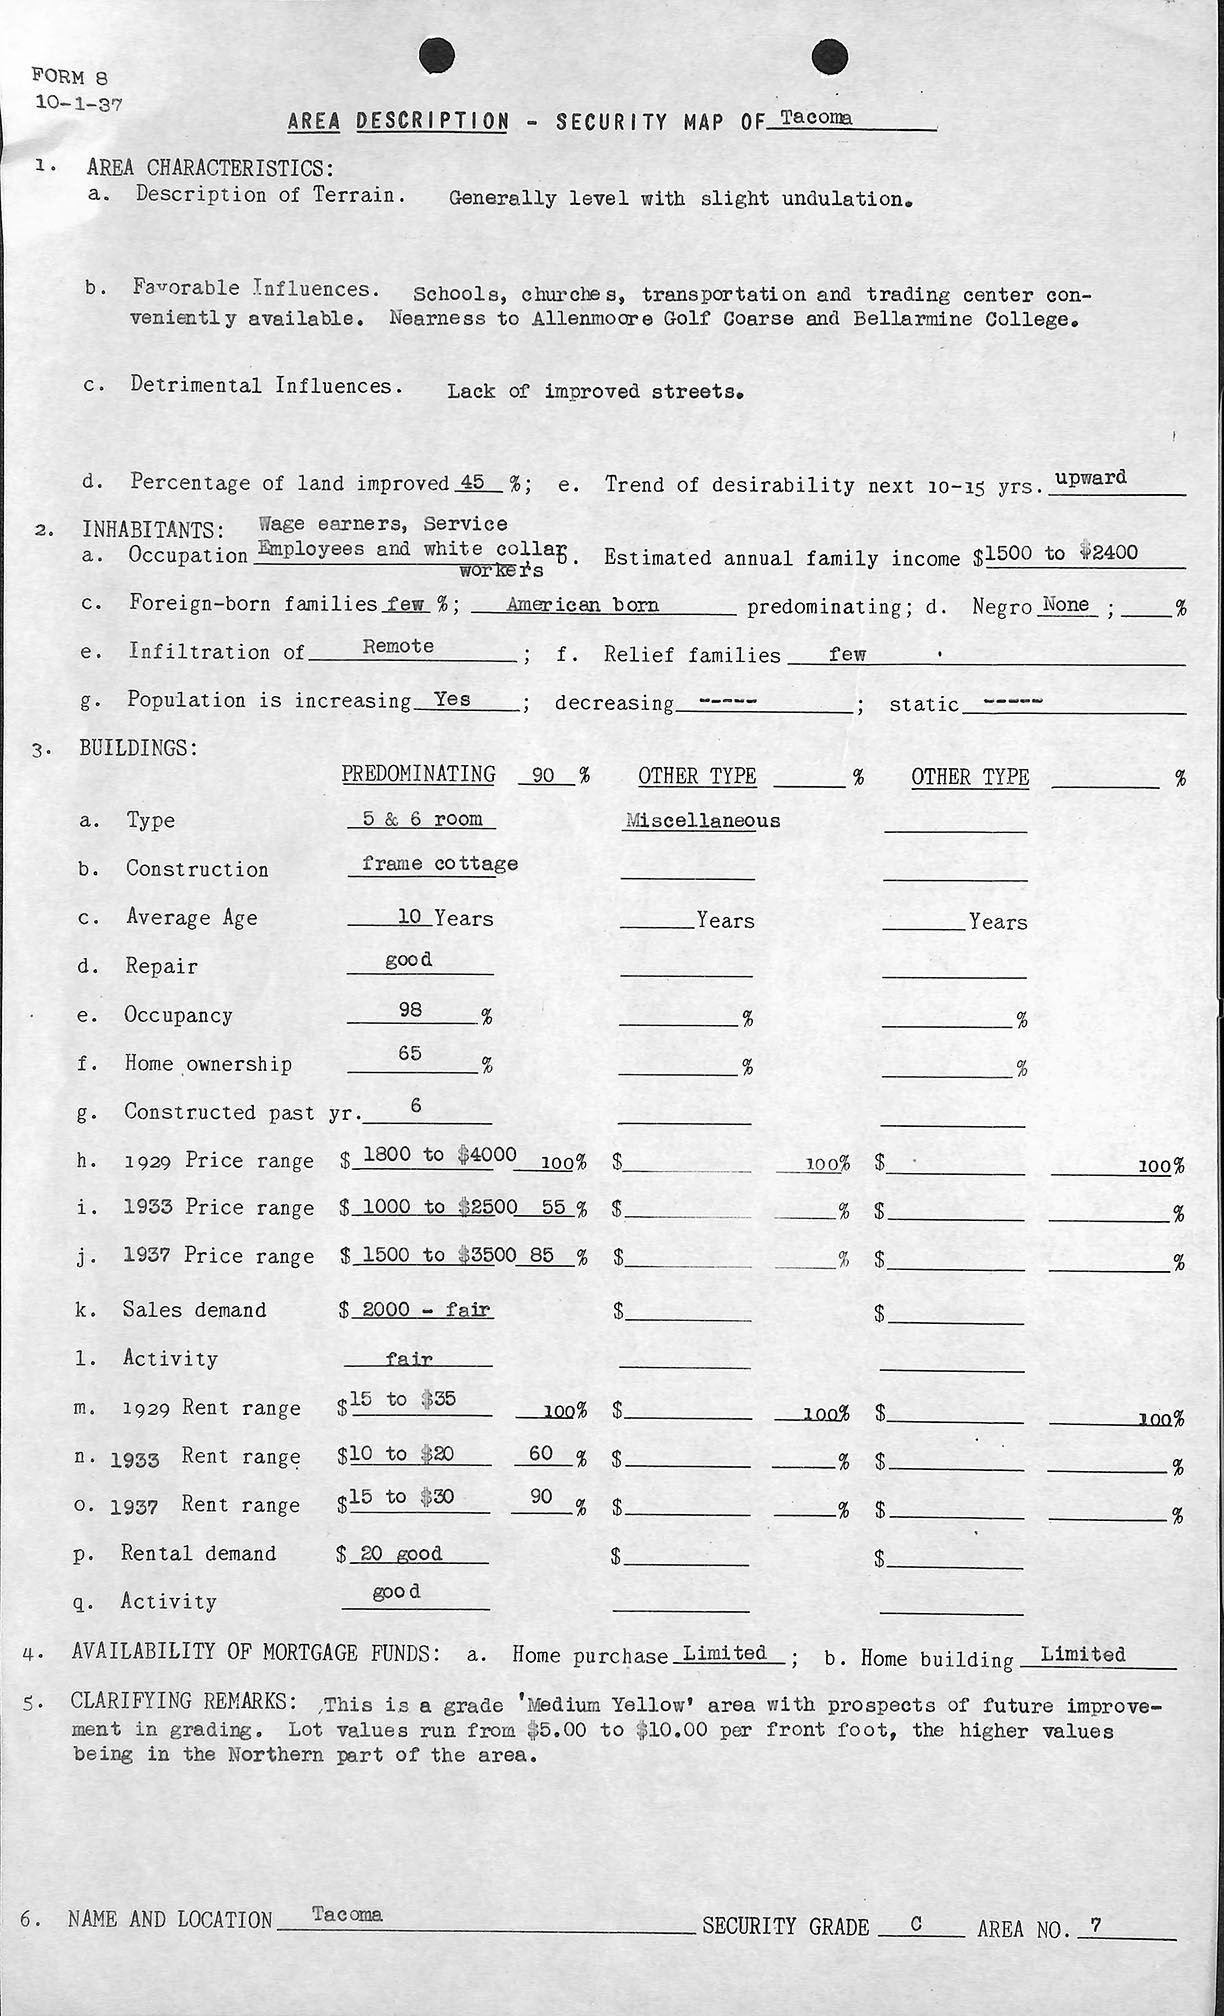 FORM 8
10-1-37
AREA DESCRIPTION - SECURITY MAP OF Tacoma
1. AREA CHARACTERISTICS:
a. Description of Terrain. Generally level with slight undulation.
b. Favorable Influences. Schools, churches, transportation and trading center con-
veniently available. Nearness to Allenmoore Golf Coarse and Bellarmine College.
c. Detrimental Influences. Lack of improved streets.
d. Percentage of land improved 45 %; e. Trend of desirability next 10-15 yrs. upward
2. INHABITANTS: Wage earners, Service
a. Occupation Employees and white collar workers b. Estimated annual family income $1500 to $2400
c. Foreign-born families few %; American born predominating; d. Negro None ; %
e. Infiltration of Remote ; f. Relief families few
g. Population is increasing Yes ; decreasing ----- ; static -----
3. BUILDINGS:
PREDOMINATING 90 % OTHER TYPE % OTHER TYPE %
a. Type 5 & 6 room Miscellaneous
b. Construction frame cottage
c. Average Age 10 Years Years Years
d. Repair good
e. Occupancy 98 % % %
f. Home ownership 65 % % %
g. Constructed past yr. 6
h. 1929 Price range $ 1800 to $4000 100% $ 100% $ 100%
i. 1933 Price range $ 1000 to $2500 55 % $ % $ %
j. 1937 Price range $ 1500 to $3500 85 % $ % $ %
k. Sales demand $ 2000 - fair $ $
l. Activity fair
m. 1929 Rent range $15 to $35 100% $ 100% $ 100%
n. 1933 Rent range $10 to $20 60 % $ % $ %
o. 1937 Rent range $15 to $30 90 % $ % $ %
p. Rental demand $ 20 good $ $
q. Activity good
4. AVAILABILITY OF MORTGAGE FUNDS: a. Home purchase Limited ; b. Home building Limited
5. CLARIFYING REMARKS: This is a grade 'Medium Yellow' area with prospects of future improve-
ment in grading. Lot values run from $5.00 to $10.00 per front foot, the higher values
being in the Northern part of the area.
6. NAME AND LOCATION Tacoma SECURITY GRADE C AREA NO. 7